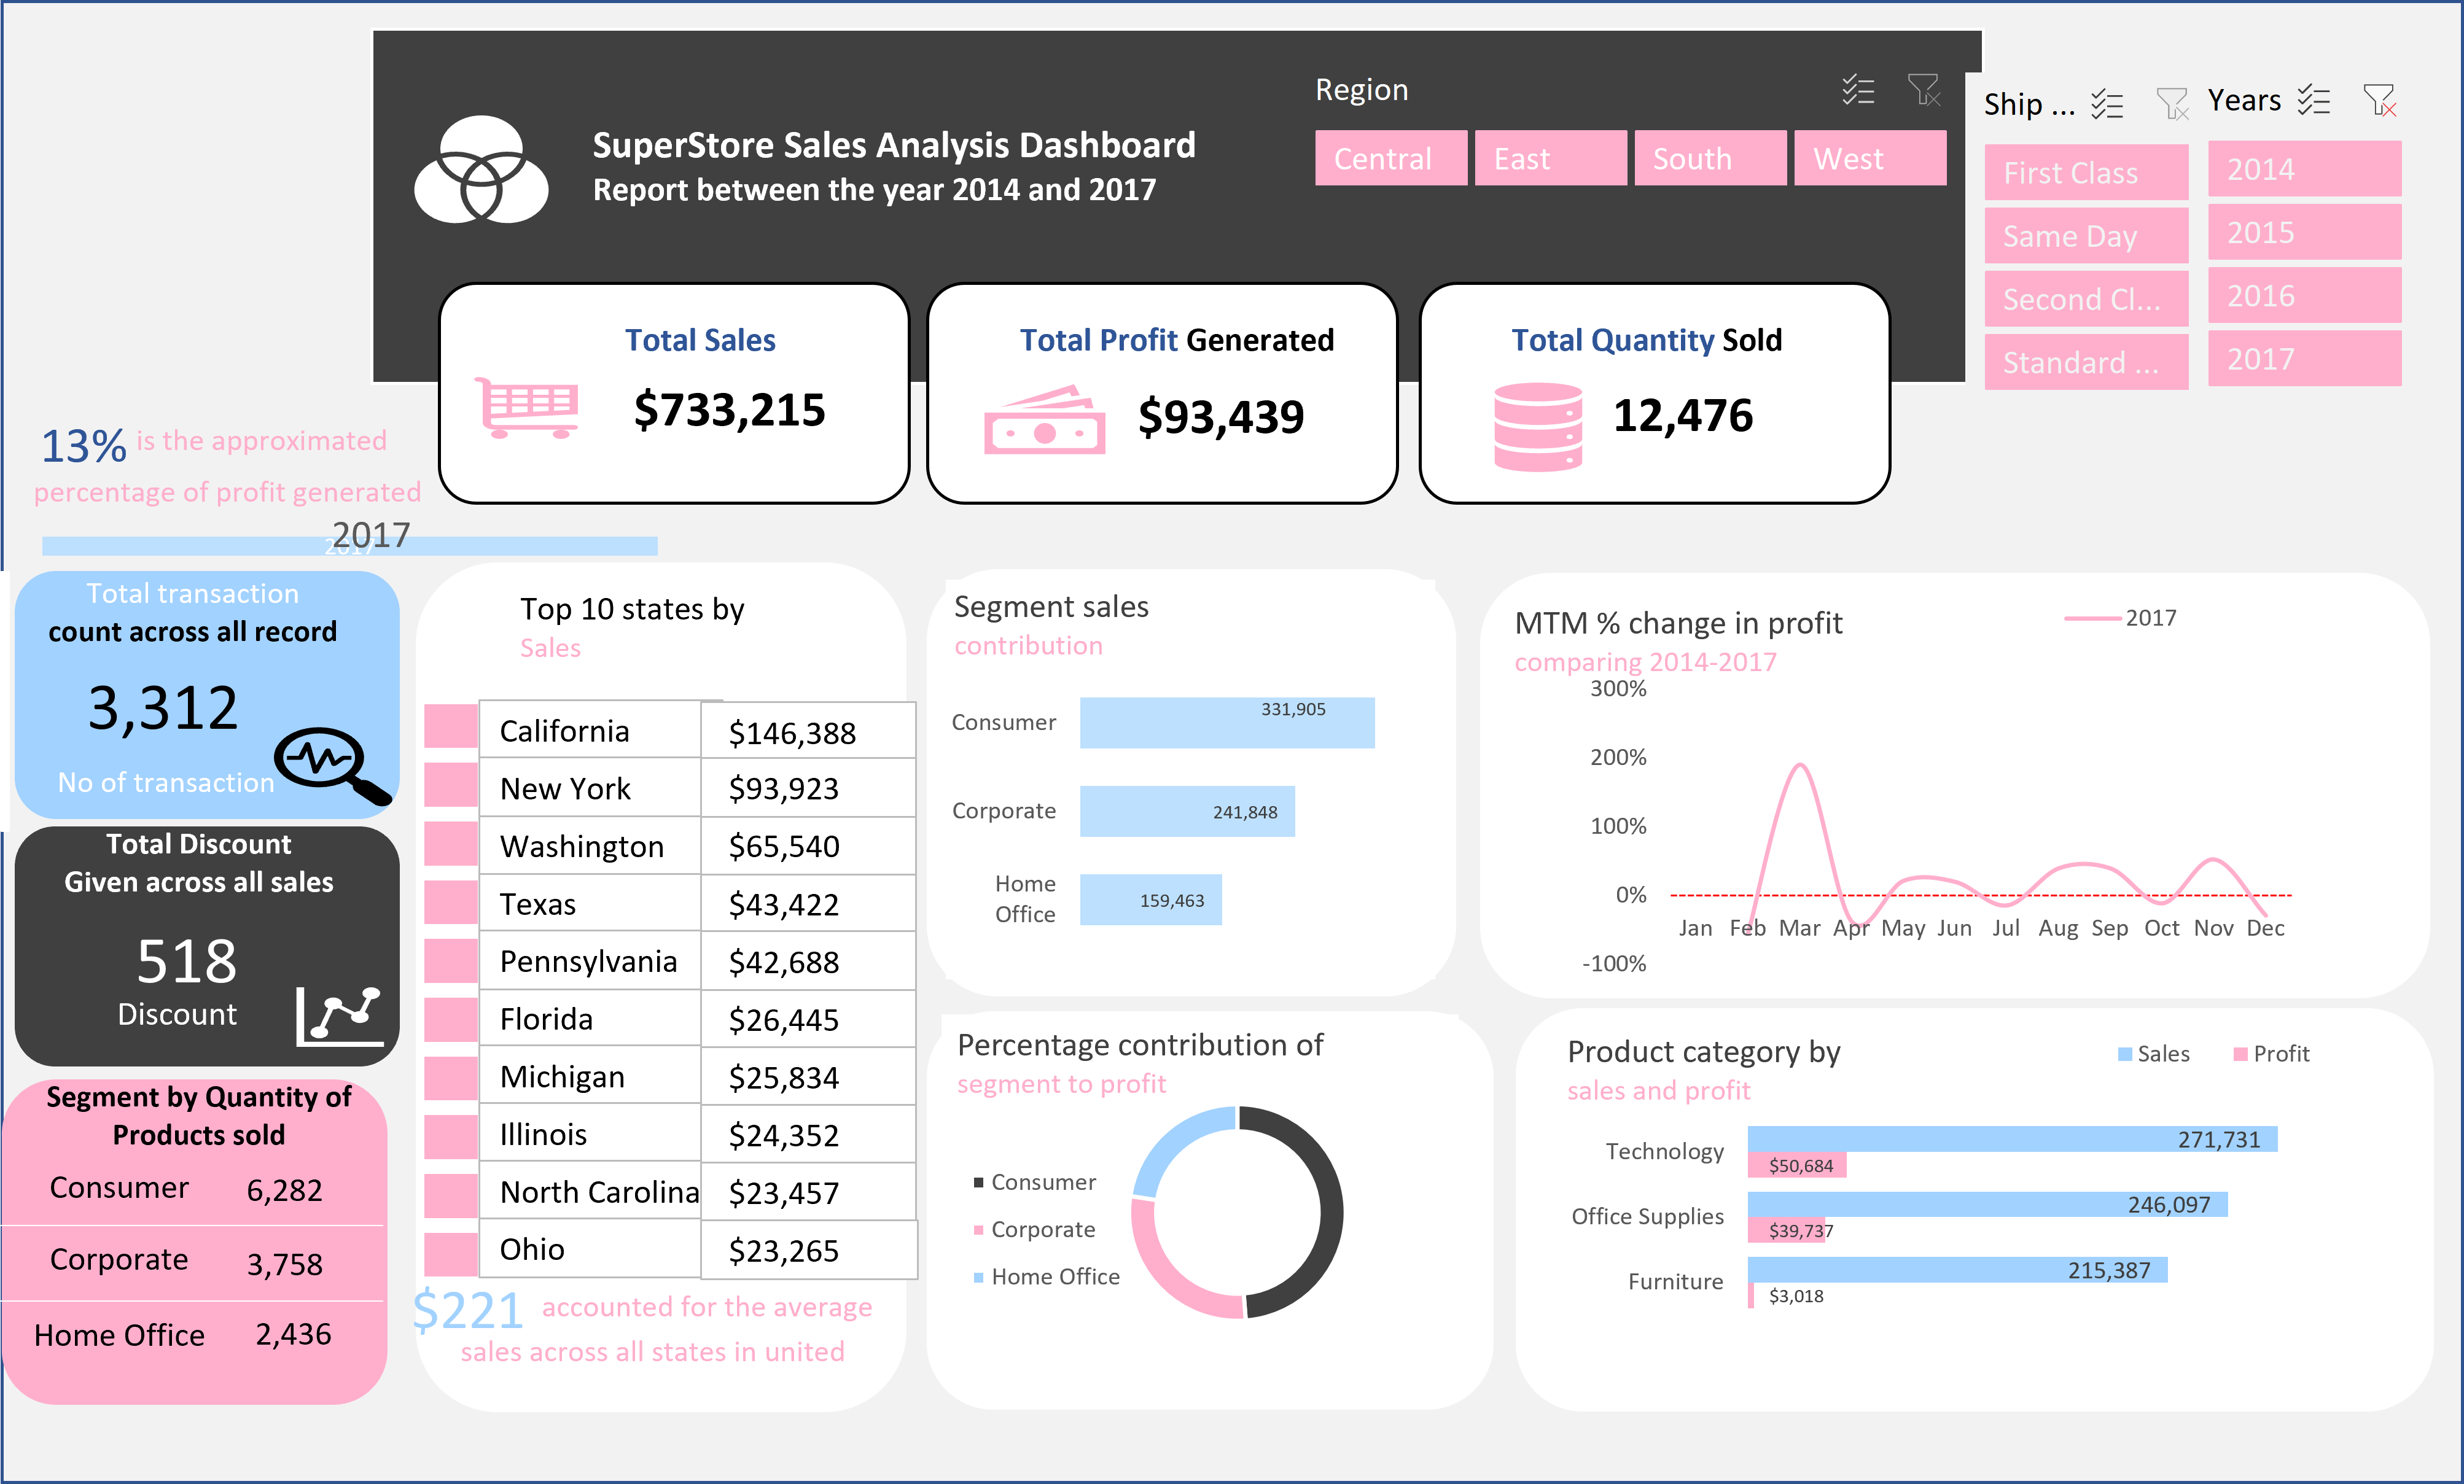 SuperStore Sales Analysis Dashboard
Report between the year 2014 and 2017
Region
Central
East
South
West
Ship ...
First Class
Same Day
Second Cl...
Standard ...
Years
2014
2015
2016
2017
Total Sales
$733,215
Total Profit Generated
$93,439
Total Quantity Sold
12,476
13% is the approximated
percentage of profit generated
2017
2017
Total transaction
count across all record
3,312
No of transaction
Total Discount
Given across all sales
518
Discount
Segment by Quantity of
Products sold
Consumer 6,282
Corporate 3,758
Home Office 2,436
Top 10 states by
Sales
California $146,388
New York $93,923
Washington $65,540
Texas $43,422
Pennsylvania $42,688
Florida $26,445
Michigan $25,834
Illinois $24,352
North Carolina $23,457
Ohio $23,265
$221 accounted for the average
sales across all states in united
Segment sales
contribution
Consumer 331,905
Corporate 241,848
Home
Office
159,463
MTM % change in profit
comparing 2014-2017
2017
300%
200%
100%
0%
Jan Feb Mar Apr May Jun Jul Aug Sep Oct Nov Dec
-100%
Percentage contribution of
segment to profit
Consumer
Corporate
Home Office
Product category by
sales and profit
Sales Profit
Technology 271,731
$50,684
Office Supplies 246,097
$39,737
Furniture 215,387
$3,018